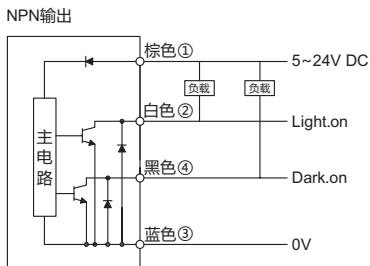 NPN输出
棕色①
5~24V DC
负载
负载
白色②
Light.on
主电路
黑色④
Dark.on
蓝色③
0V